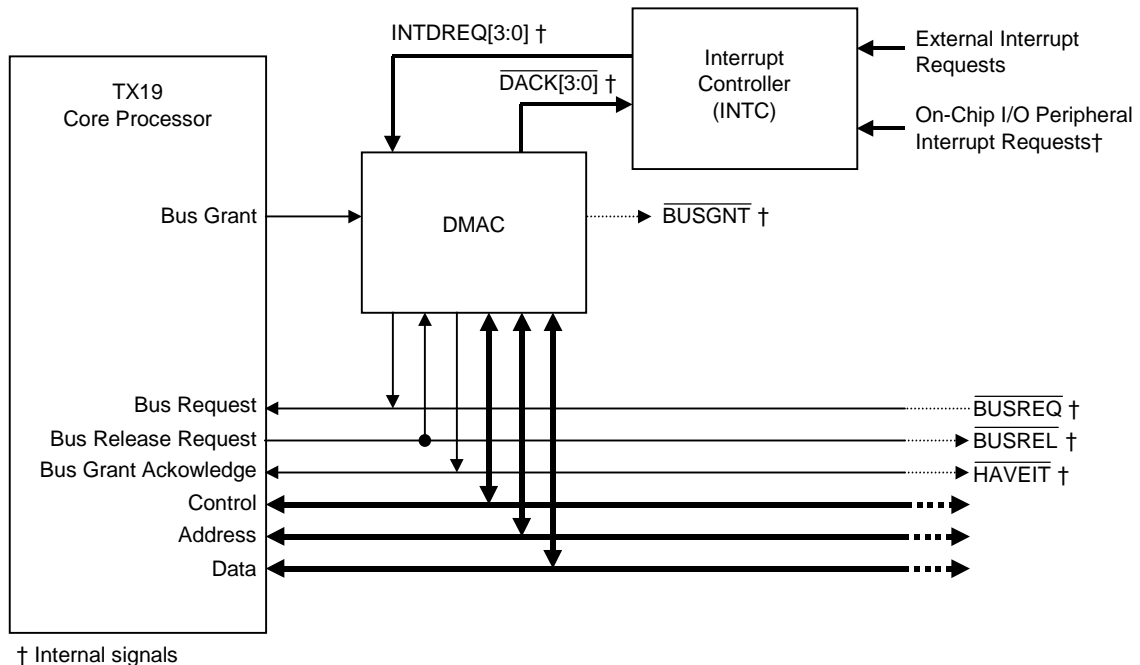 INTDREQ[3:0] †
DACK[3:0] †
Interrupt
Controller
(INTC)
External Interrupt
Requests
On-Chip I/O Peripheral
Interrupt Requests†
TX19
Core Processor
Bus Grant
DMAC
BUSGNT †
Bus Request
BUSREQ †
Bus Release Request
BUSREL †
Bus Grant Ackowledge
HAVEIT †
Control
Address
Data
† Internal signals